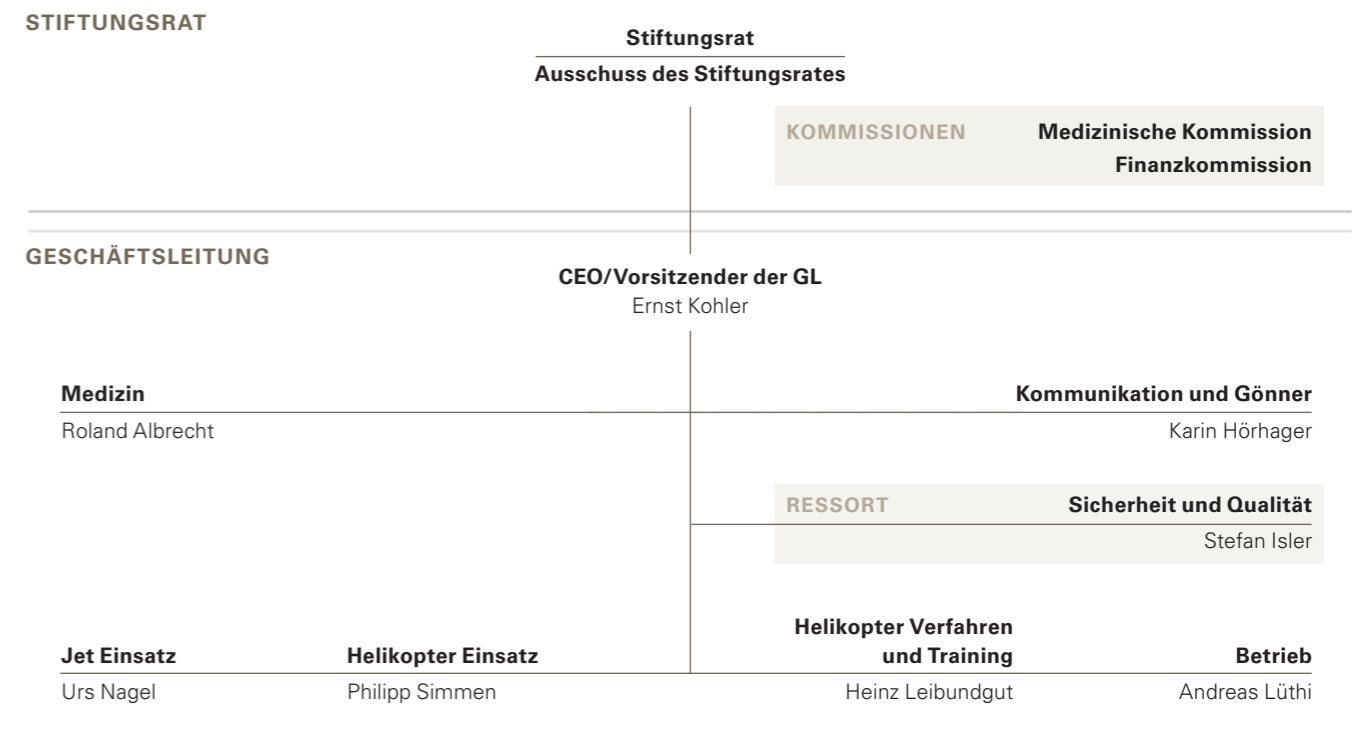 STIFTUNGSRAT
Stiftungsrat
Ausschuss des Stiftungsrates
KOMMISSIONEN Medizinische Kommission
Finanzkommission
GESCHÄFTSLEITUNG
CEO/Vorsitzender der GL
Ernst Kohler
Medizin
Roland Albrecht
Kommunikation und Gönner
Karin Hörhager
RESSORT Sicherheit und Qualität
Stefan Isler
Jet Einsatz
Urs Nagel
Helikopter Einsatz
Philipp Simmen
Helikopter Verfahren
und Training
Heinz Leibundgut
Betrieb
Andreas Lüthi